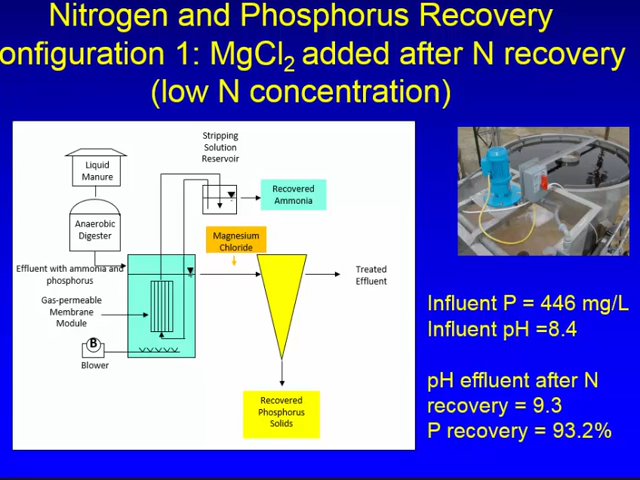 Nitrogen and Phosphorus Recovery
onfiguration 1: MgCl2 added after N recovery
(low N concentration)
Stripping
Solution
Reservoir
Liquid
Manure
Recovered
Ammonia
Anaerobic
Digester
Magnesium
Chloride
Effluent with ammonia and
phosphorus
Treated
Effluent
Gas-permeable
Membrane
Module
B
Blower
Recovered
Phosphorus
Solids
Influent P = 446 mg/L
Influent pH =8.4
pH effluent after N
recovery = 9.3
P recovery = 93.2%